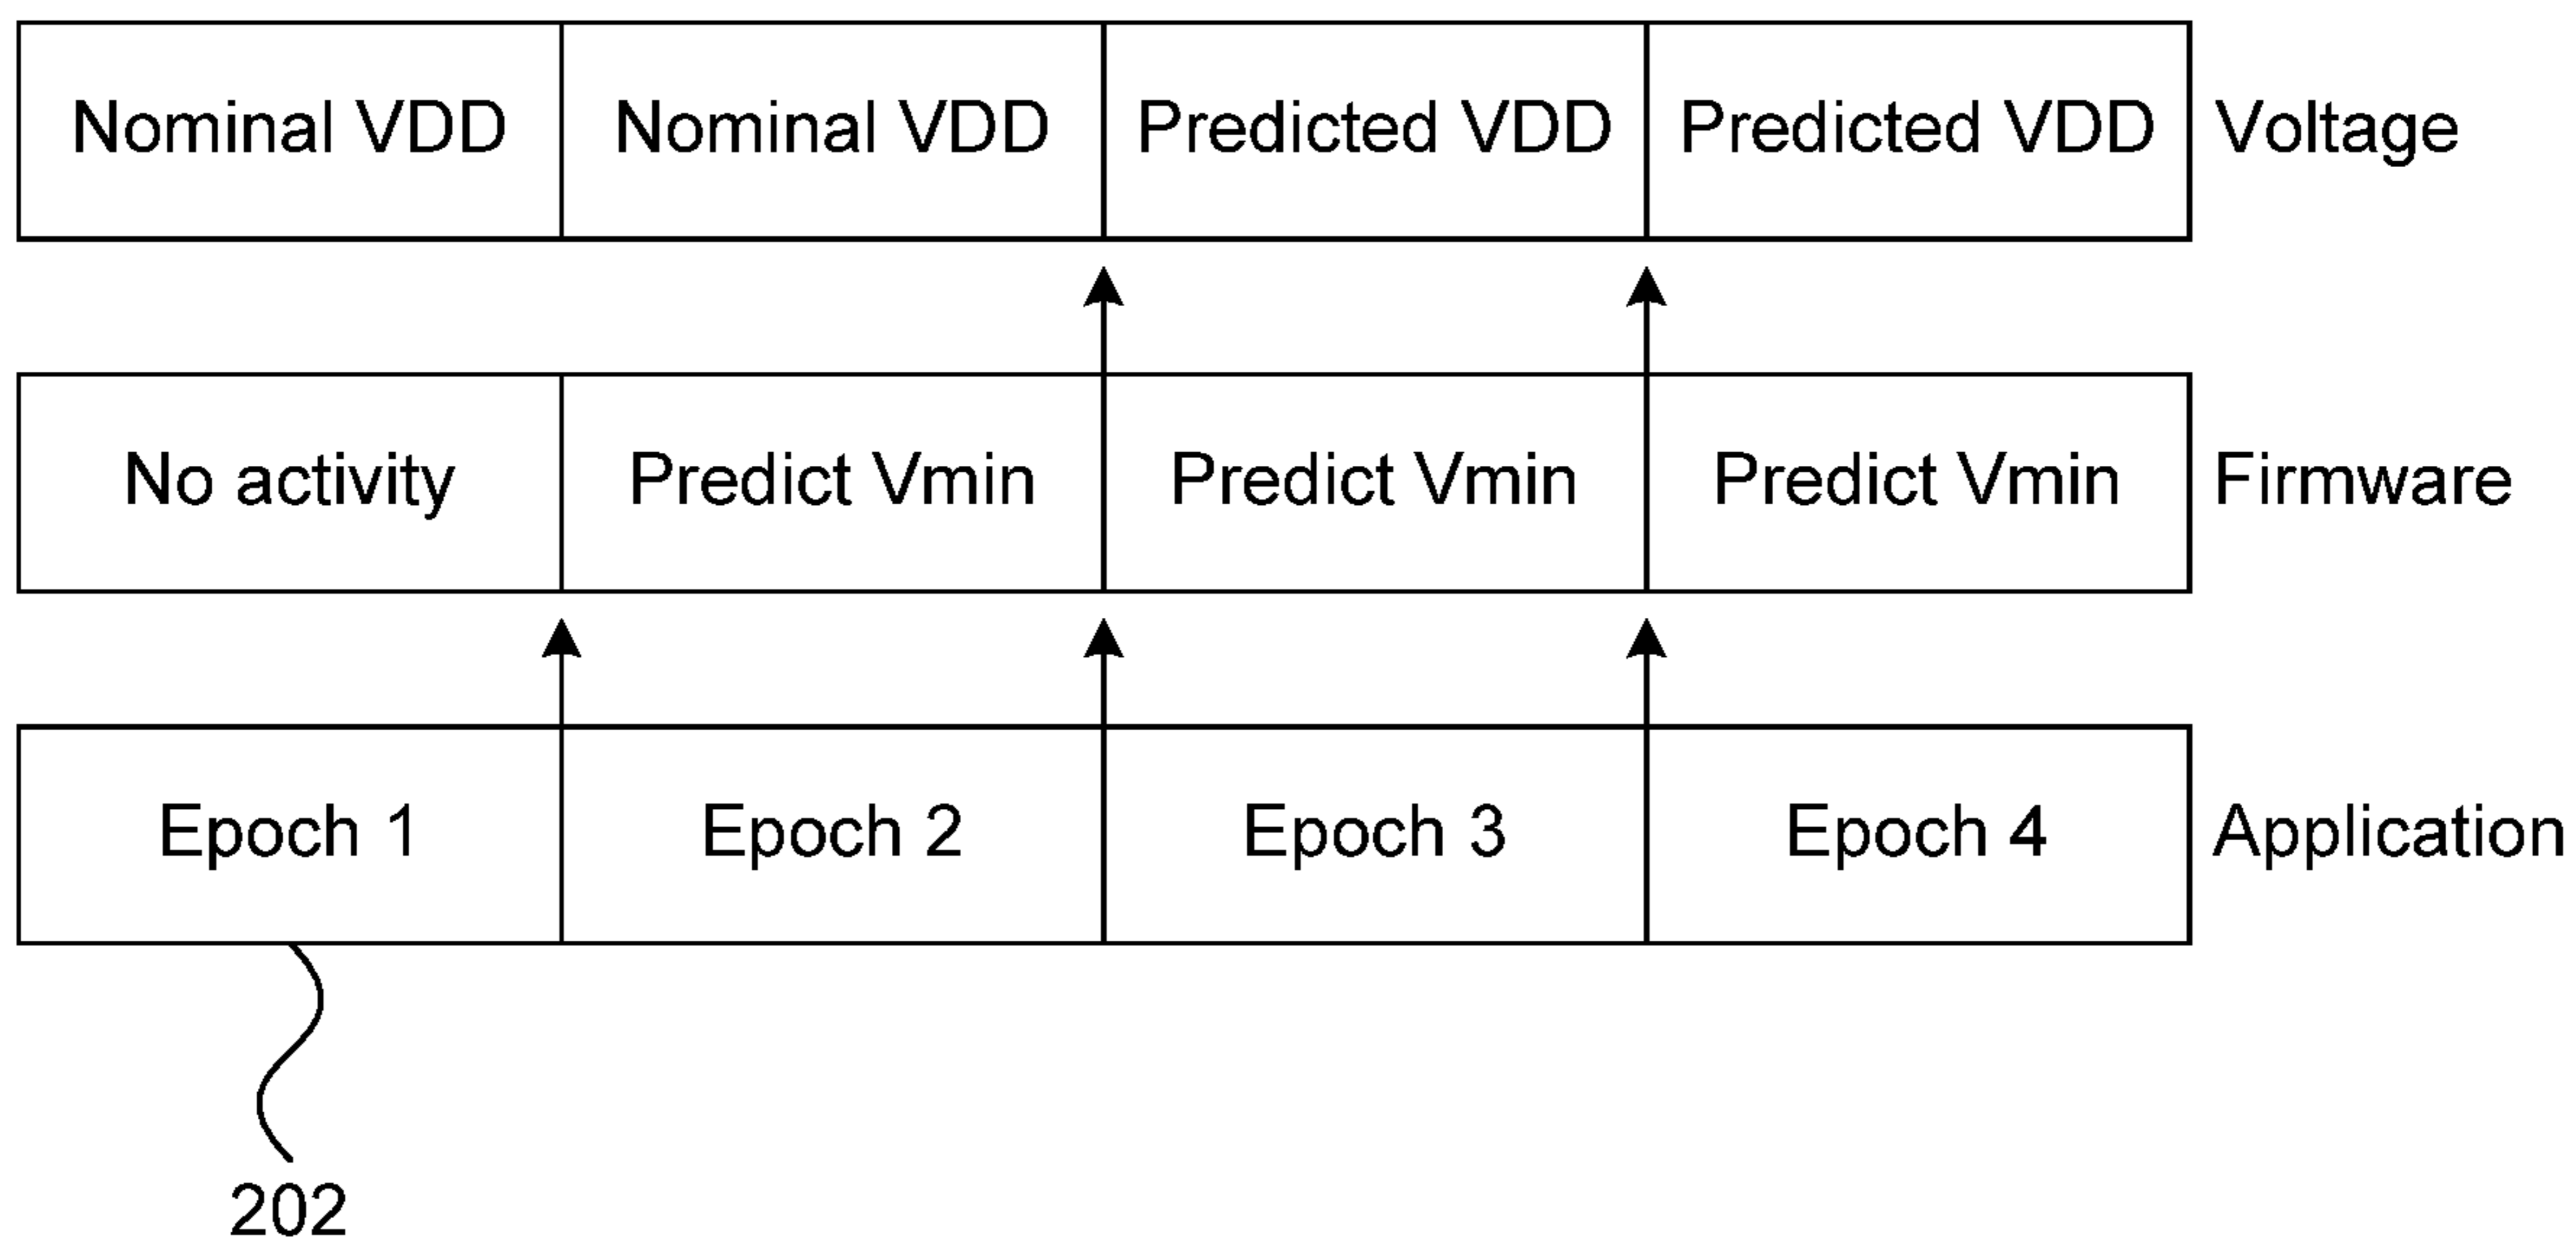 Nominal VDD Nominal VDD Predicted VDD Predicted VDD Voltage
No activity Predict Vmin Predict Vmin Predict Vmin Firmware
Epoch 1 Epoch 2 Epoch 3 Epoch 4 Application
202